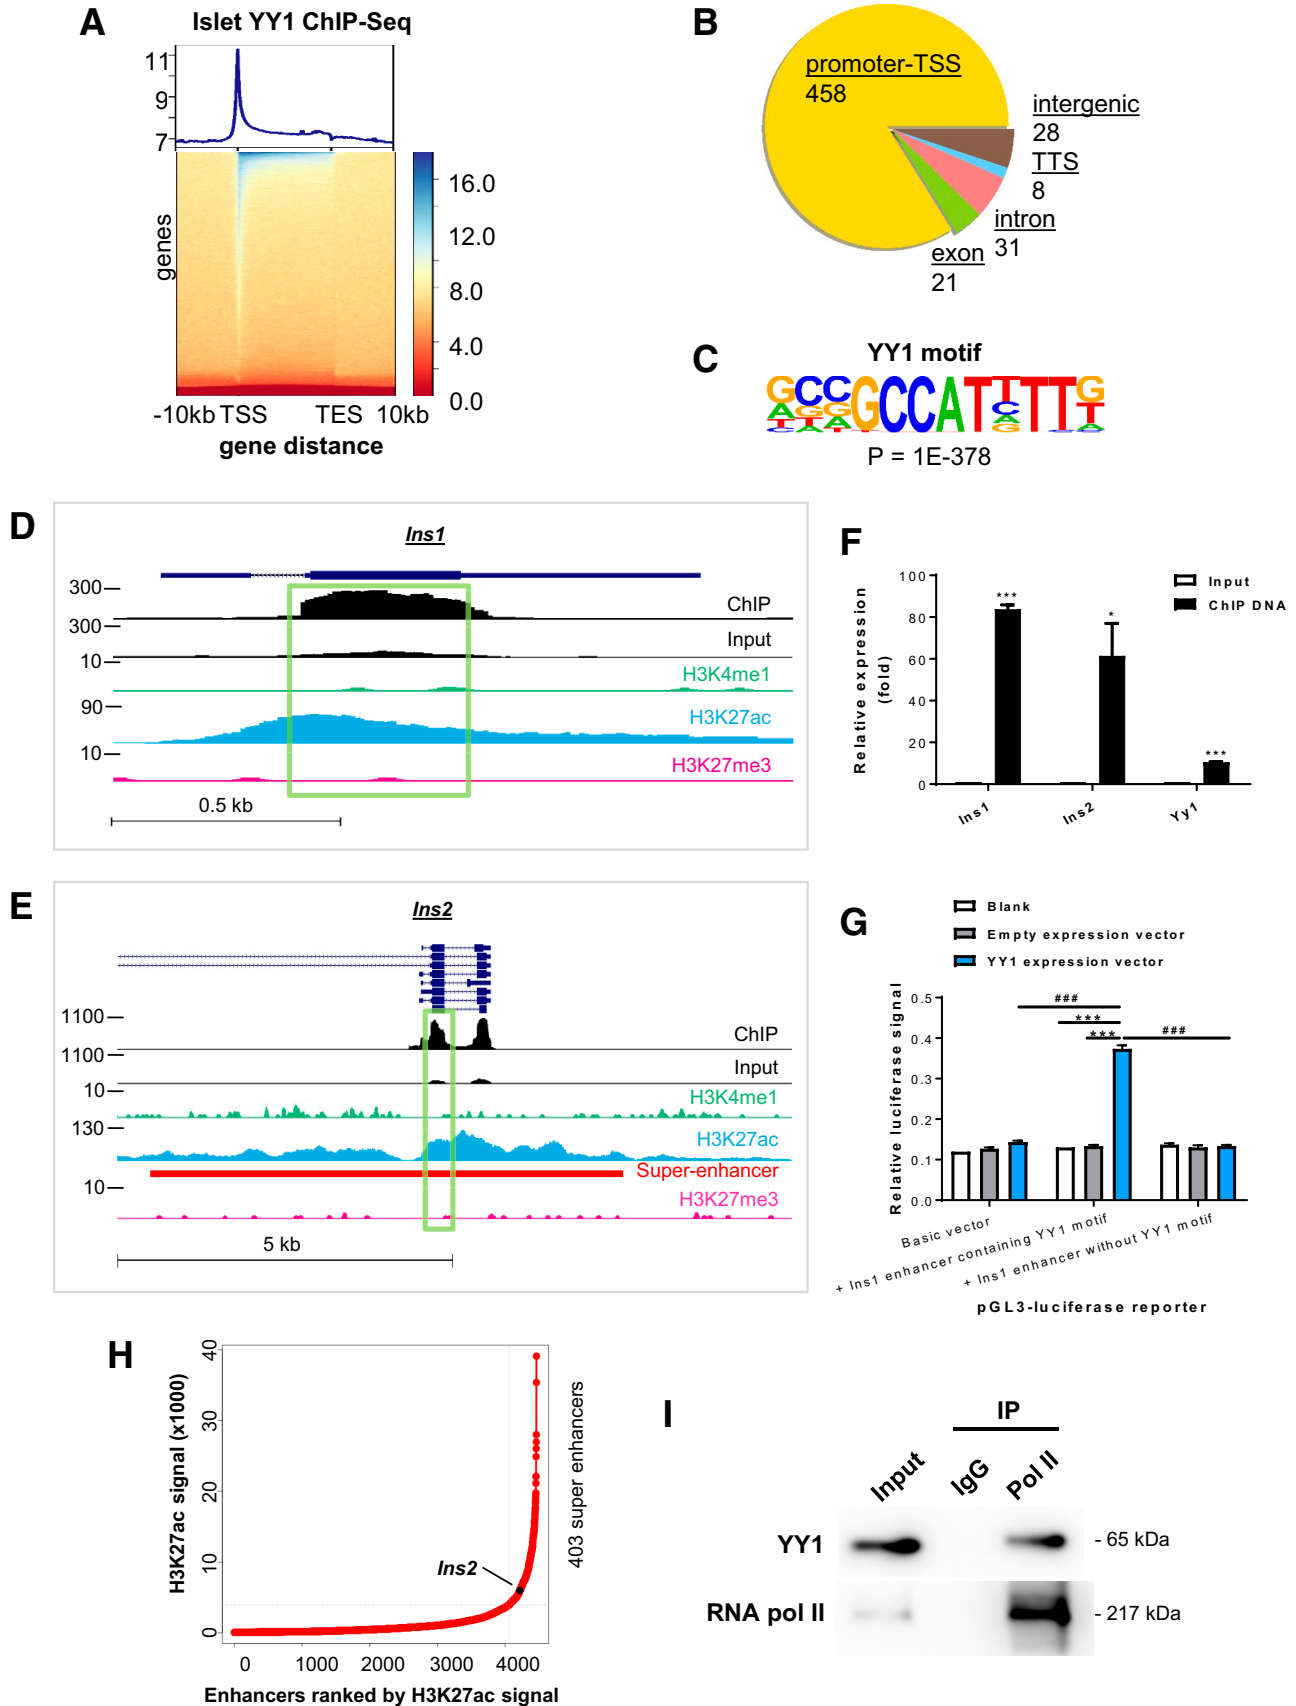 A
Islet YY1 ChIP-Seq
11
9
7
genes
16.0
12.0
8.0
4.0
0.0
-10kb TSS TES 10kb
gene distance
B
promoter-TSS
458
intergenic
28
TTS
8
intron
31
exon
21
C
YY1 motif
GCCATTTTG
P = 1E-378
D
Ins1
300
ChIP
300
Input
10
H3K4me1
90
H3K27ac
10
H3K27me3
0.5 kb
E
Ins2
1100
ChIP
1100
Input
10
H3K4me1
130
H3K27ac
Super-enhancer
10
H3K27me3
5 kb
F
Relative expression
(fold)
100
80
60
40
20
0
***
*
***
Input
ChIP DNA
Ins1
Ins2
Yy1
G
Blank
Empty expression vector
YY1 expression vector
Relative luciferase signal
0.5
0.4
0.3
0.2
0.1
0.0
###
***
***
###
Basic vector
+ Ins1 enhancer containing YY1 motif
+ Ins1 enhancer without YY1 motif
pGL3-luciferase reporter
H
H3K27ac signal (x1000)
40
30
20
10
0
Ins2
403 super enhancers
0 1000 2000 3000 4000
Enhancers ranked by H3K27ac signal
I
IP
Input IgG Pol II
YY1 - 65 kDa
RNA pol II - 217 kDa